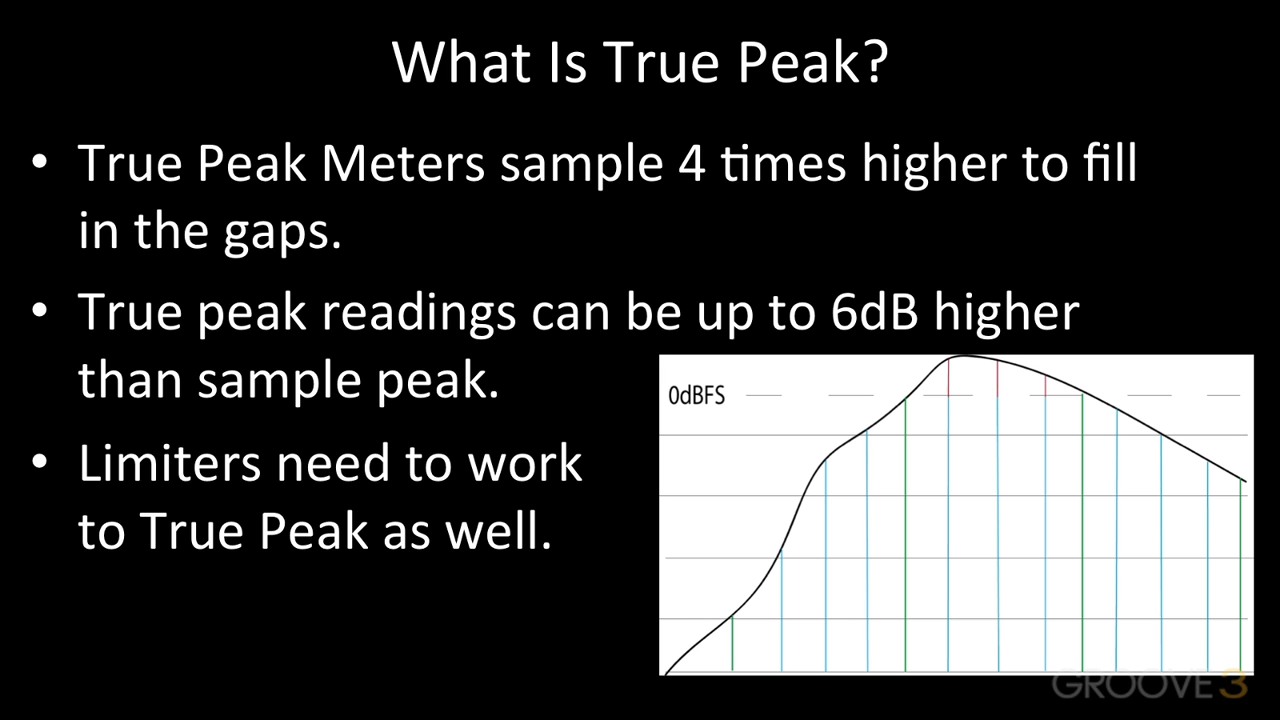 What Is True Peak?
• True Peak Meters sample 4 times higher to fill
in the gaps.
• True peak readings can be up to 6dB higher
than sample peak.
• Limiters need to work
to True Peak as well.
0dBFS
GROOVE3